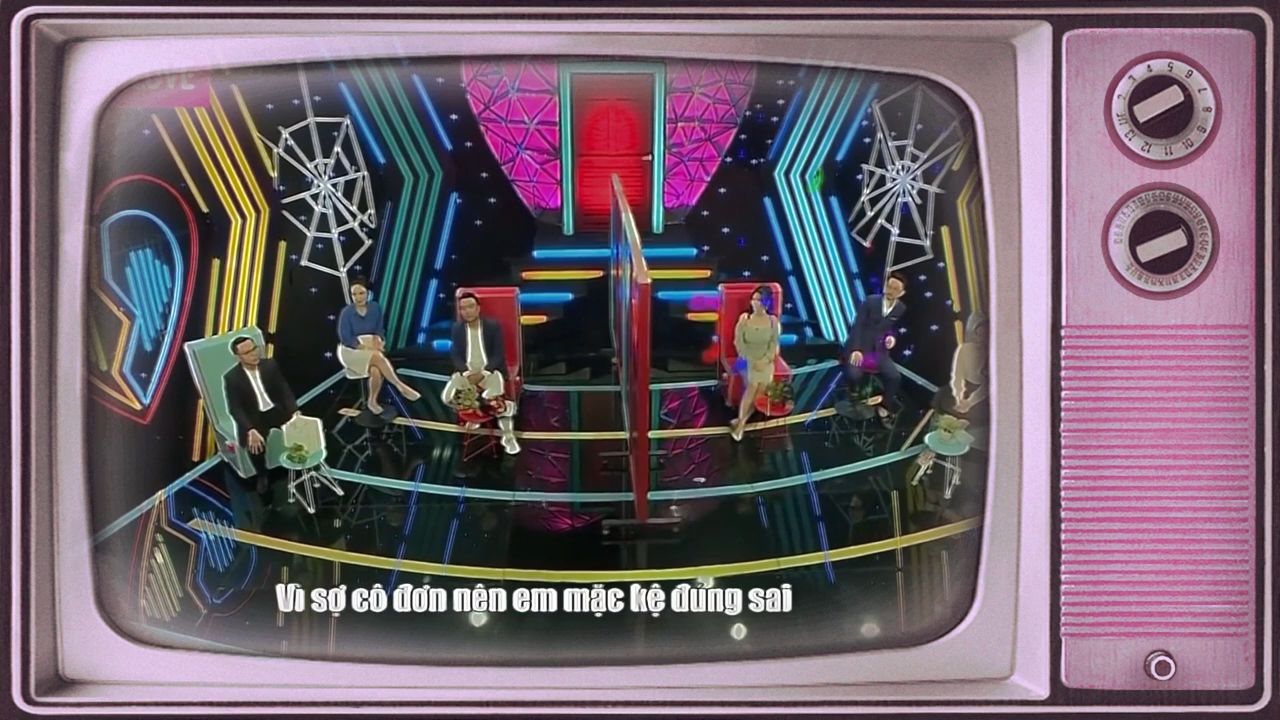 Vì sợ cô đơn nên em mặc kệ đúng sai